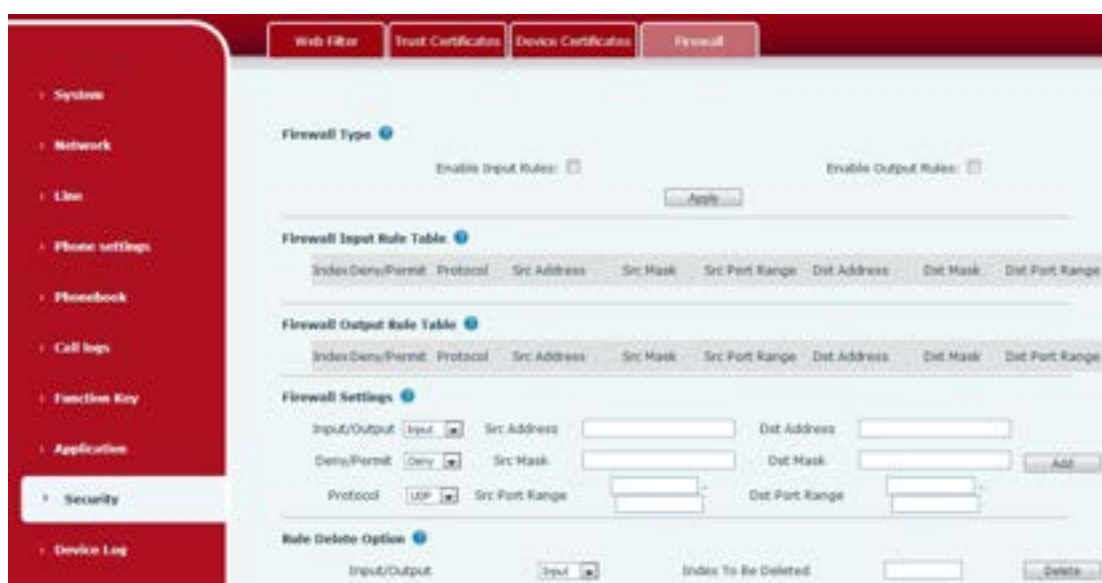 Web Filter Trust Certificates Device Certificates Firewall
System
Network
Line
Phone settings
Phonebook
Call logs
Function Key
Application
Security
Device Log
Firewall Type
Enable Input Rules: Enable Output Rules:
Apply
Firewall Input Rule Table
Index Deny/Permit Protocol Src Address Src Mask Src Port Range Dst Address Dst Mask Dst Port Range
Firewall Output Rule Table
Index Deny/Permit Protocol Src Address Src Mask Src Port Range Dst Address Dst Mask Dst Port Range
Firewall Settings
Input/Output Input Src Address Dst Address
Deny/Permit Deny Src Mask Dst Mask Add
Protocol UDP Src Port Range - Dst Port Range -
Rule Delete Option
Input/Output Input Index To Be Deleted Delete